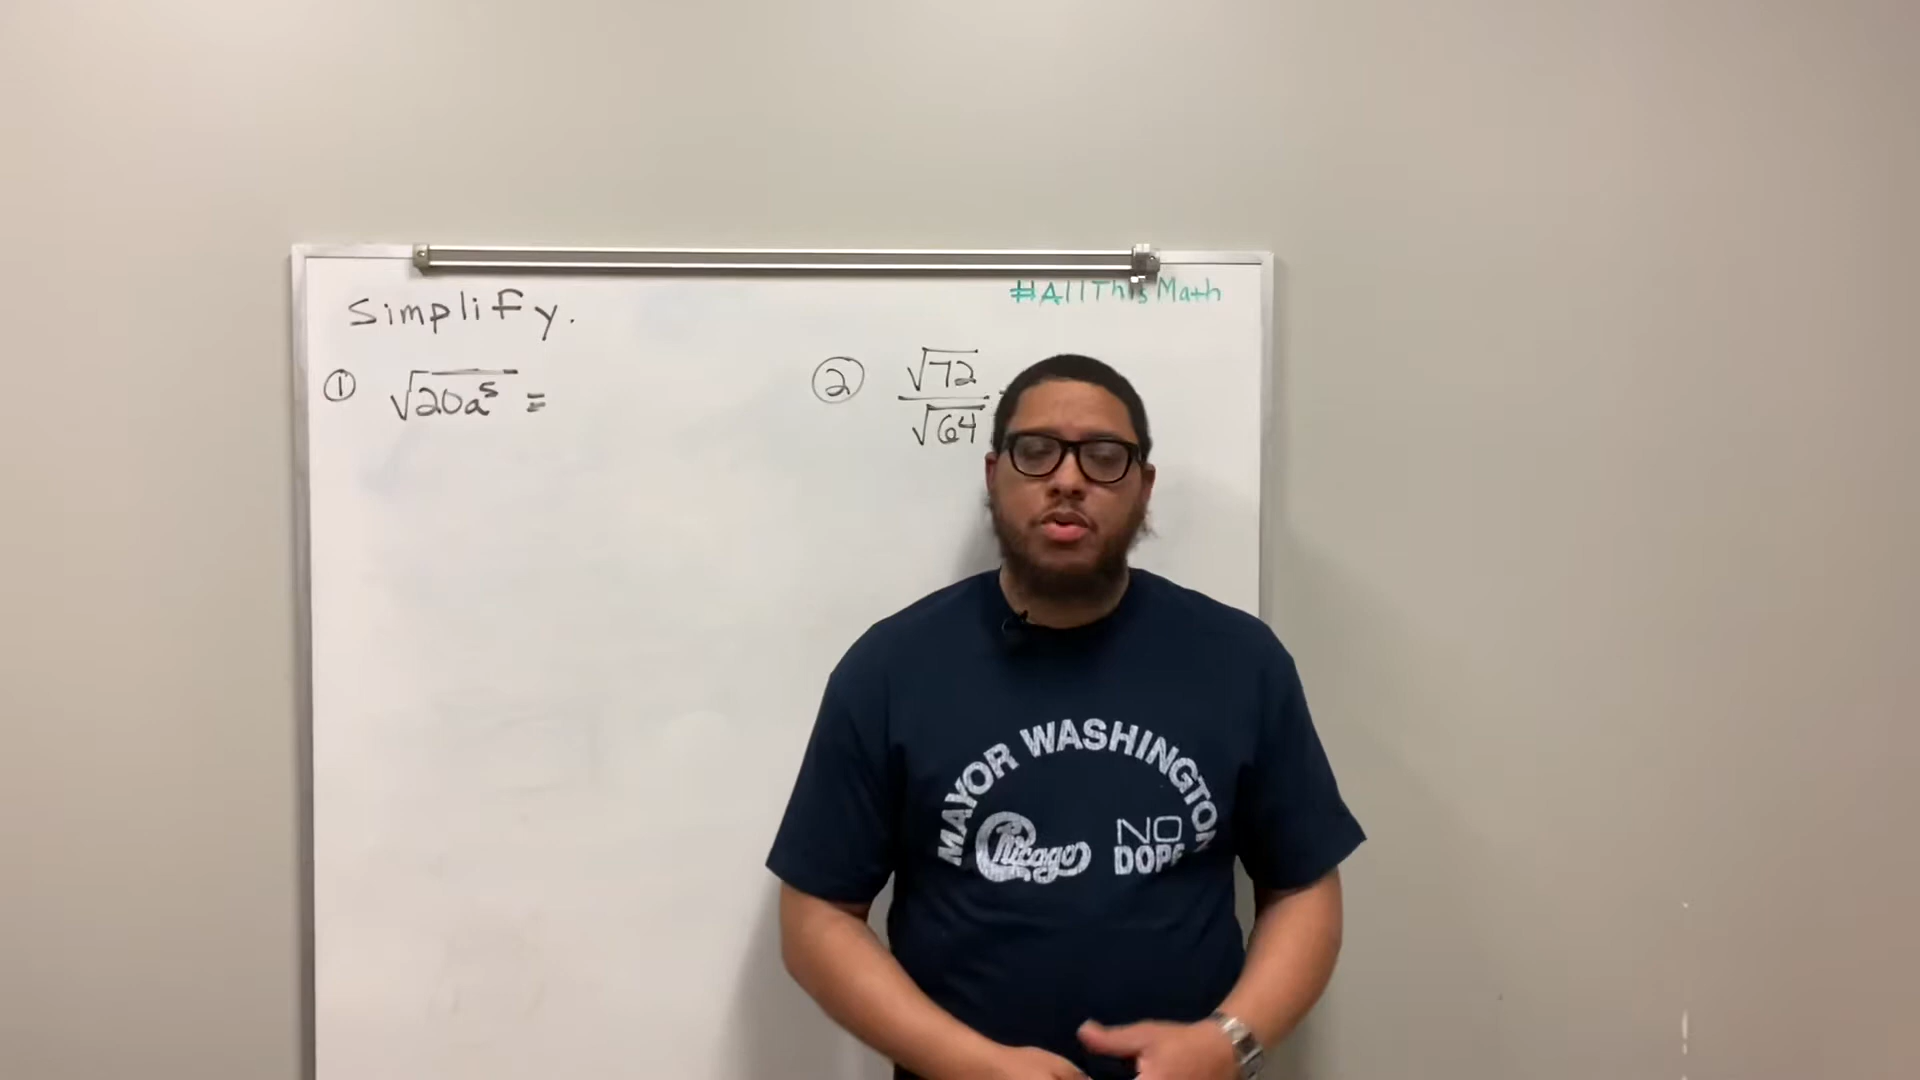 Simplify.
#AllThisMath
① √20a⁵ =
② √72
√64
MAYOR WASHINGTON
Chicago
NO
DOPE